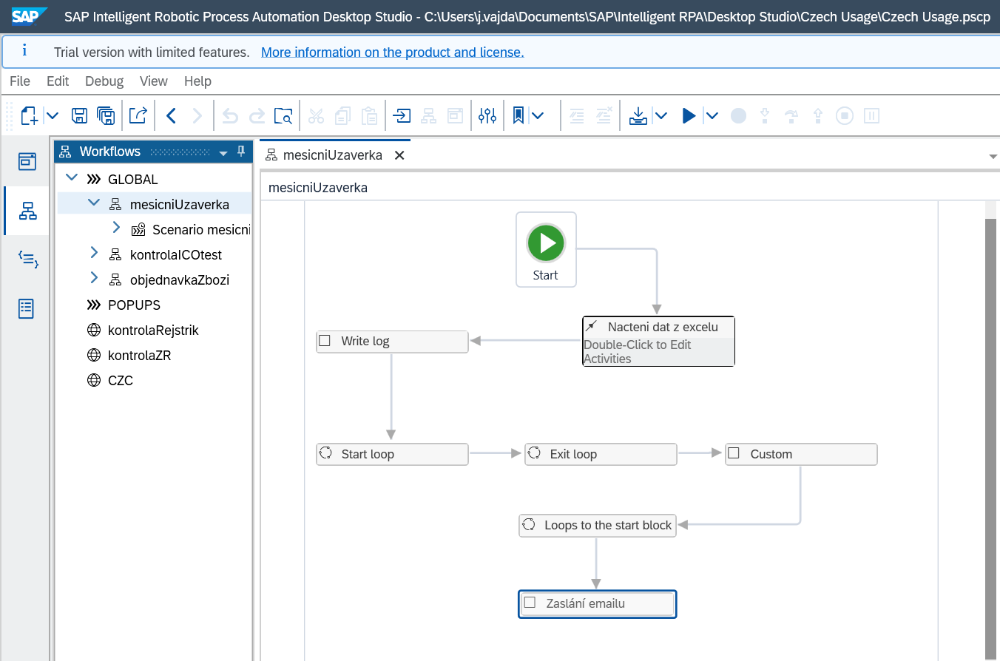 SAP SAP Intelligent Robotic Process Automation Desktop Studio - C:\Users\j.vajda\Documents\SAP\Intelligent RPA\Desktop Studio\Czech Usage\Czech Usage.pscp
i Trial version with limited features. More information on the product and license.
File Edit Debug View Help
Workflows
GLOBAL
mesicniUzaverka
Scenario mesicni
kontrolaICOtest
objednavkaZbozi
POPUPS
kontrolaRejstrik
kontrolaZR
CZC
mesicniUzaverka
mesicniUzaverka
Start
Nacteni dat z excelu
Double-Click to Edit
Activities
Write log
Start loop
Exit loop
Custom
Loops to the start block
Zaslání emailu